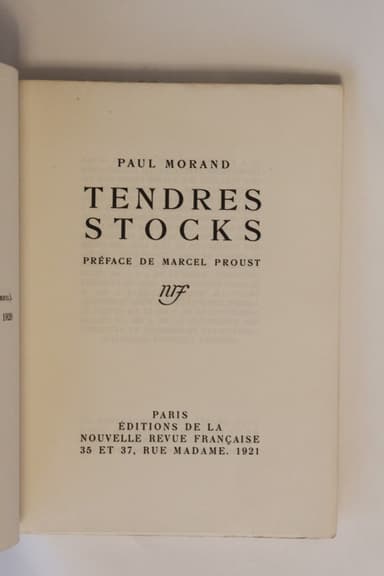 PAUL MORAND
TENDRES
STOCKS
PRÉFACE DE MARCEL PROUST
nrf
PARIS
ÉDITIONS DE LA
NOUVELLE REVUE FRANÇAISE
35 ET 37, RUE MADAME. 1921
1920